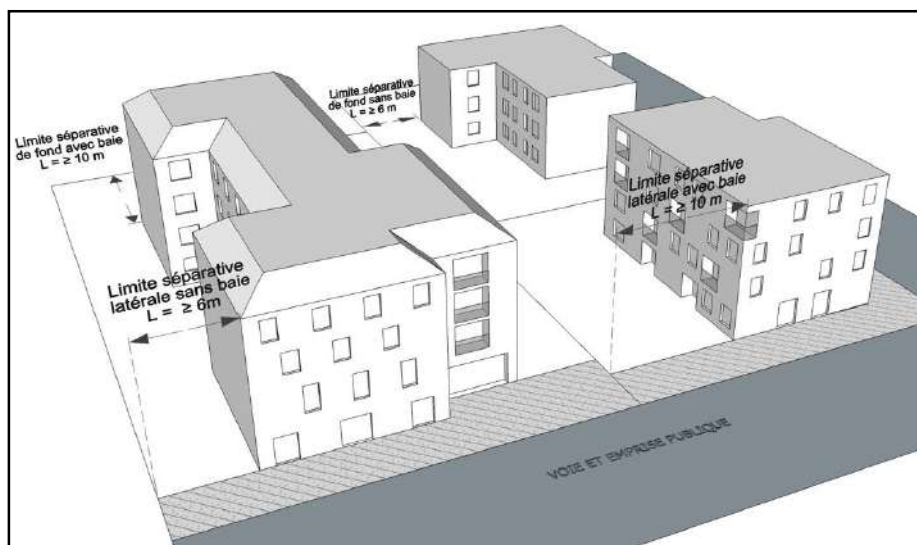 Limite séparative
de fond sans baie
L = ≥ 6 m
Limite séparative
de fond avec baie
L = ≥ 10 m
Limite séparative
latérale avec baie
L = ≥ 10 m
Limite séparative
latérale sans baie
L = ≥ 6m
VOIE ET EMPRISE PUBLIQUE